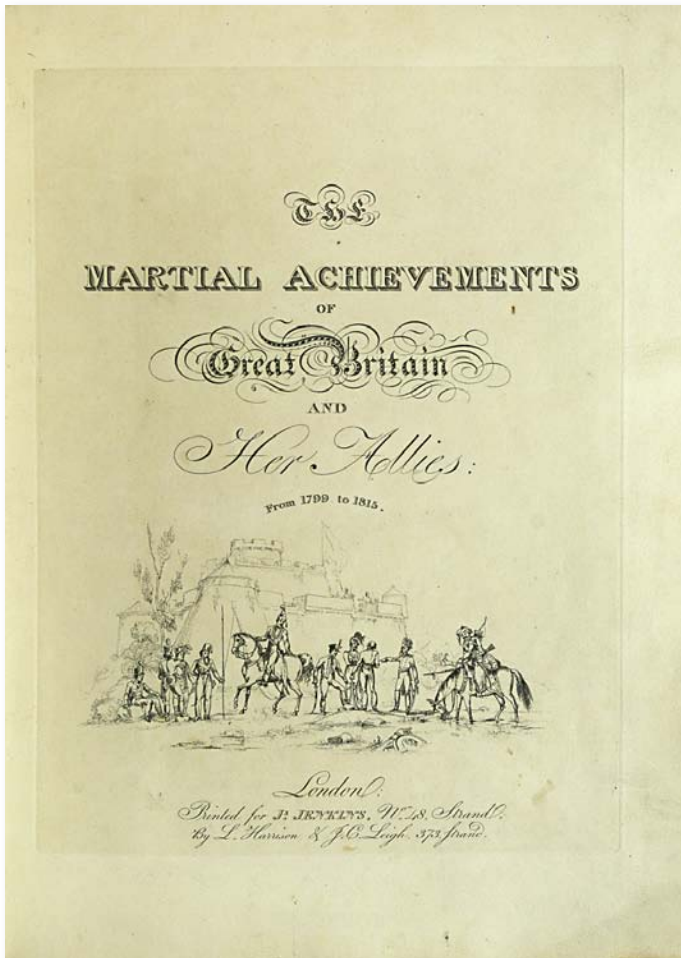 THE
MARTIAL ACHIEVEMENTS
OF
Great Britain
AND
Her Allies:
From 1799 to 1815.
London:
Printed for Js. JENKINS, No. 48, Strand:
By L. Harrison & J. C. Leigh, 373, Strand.